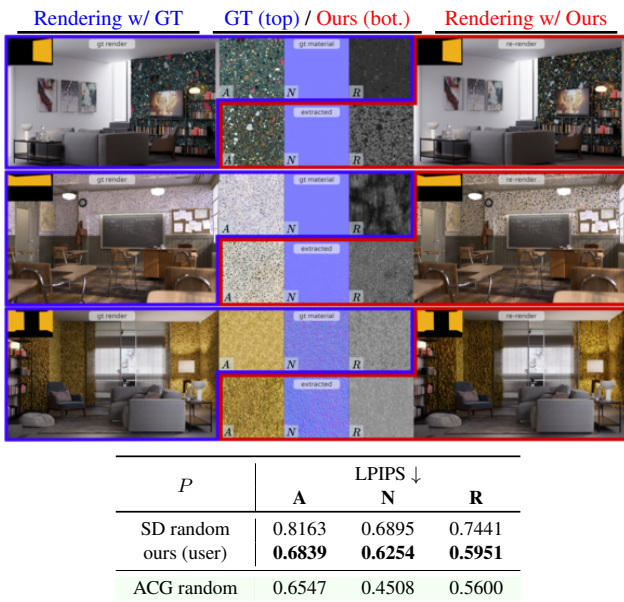 Rendering w/ GT GT (top) / Ours (bot.) Rendering w/ Ours
gt render gt material re-render
A N R
extracted
A N R
gt render gt material re-render
A N R
extracted
A N R
gt render gt material re-render
A N R
extracted
A N R
P LPIPS ↓
A N R
SD random 0.8163 0.6895 0.7441
ours (user) 0.6839 0.6254 0.5951
ACG random 0.6547 0.4508 0.5600